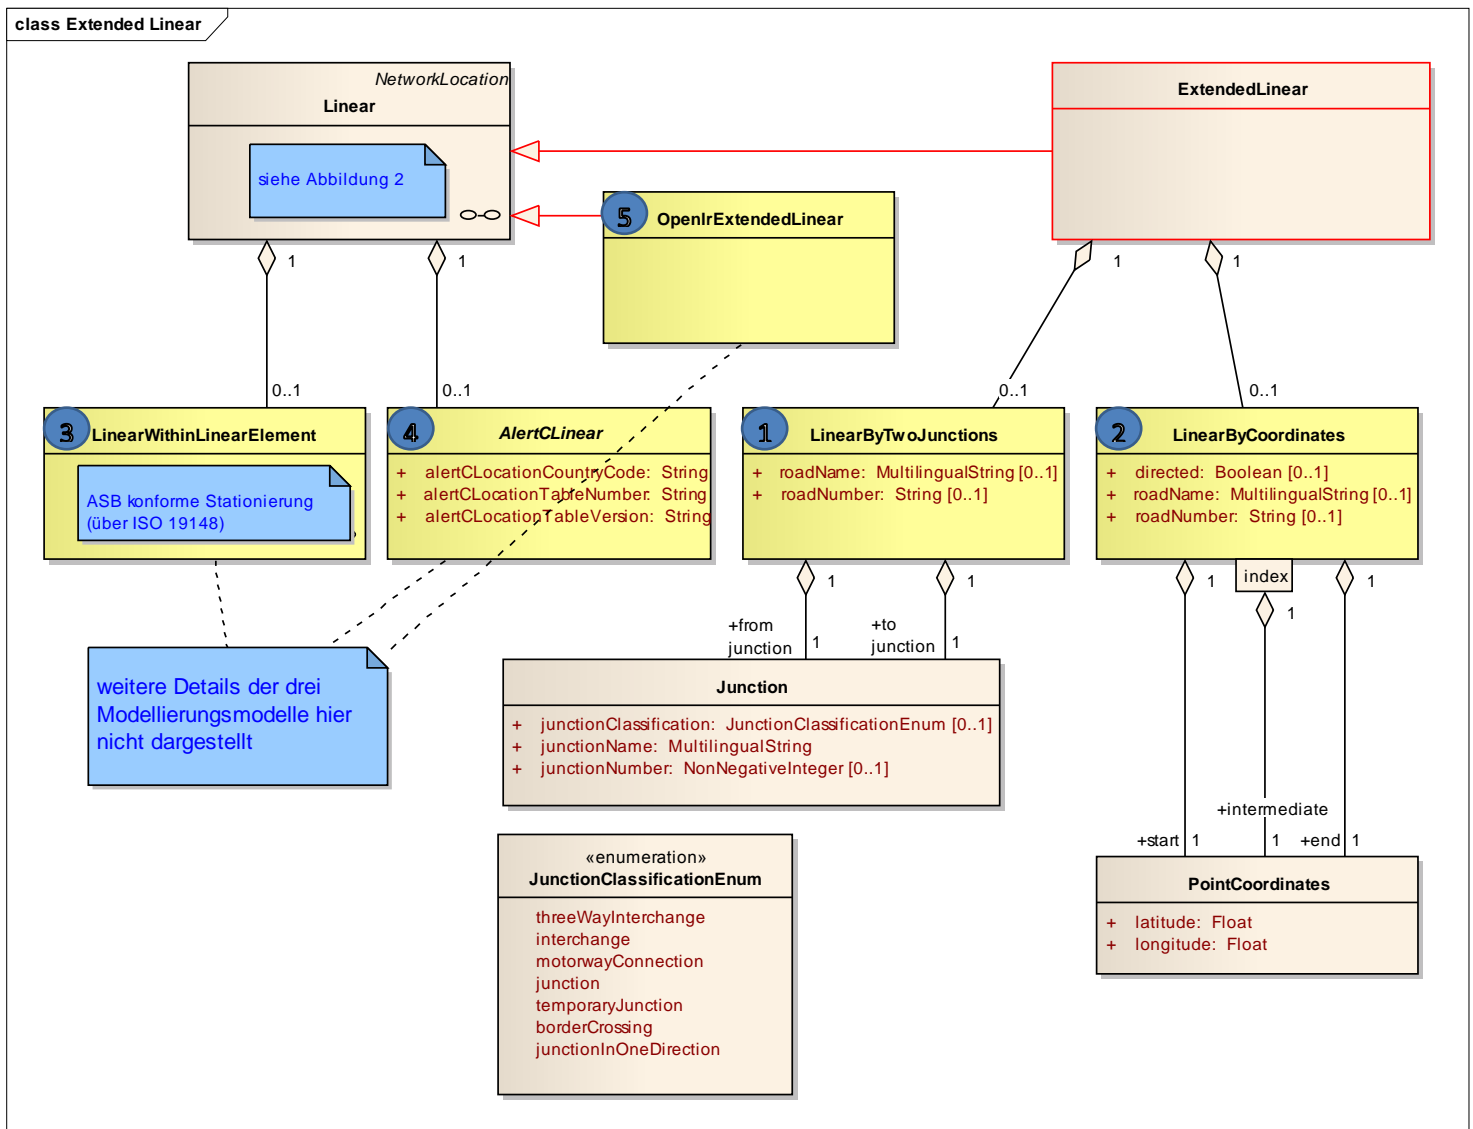 class Extended Linear
NetworkLocation
Linear
siehe Abbildung 2
ExtendedLinear
5
OpenlrExtendedLinear
1
1
1
1
0..1
0..1
0..1
0..1
3
LinearWithinLinearElement
ASB konforme Stationierung
(über ISO 19148)
4
AlertCLinear
+ alertCLocationCountryCode: String
+ alertCLocationTableNumber: String
+ alertCLocationTableVersion: String
1
LinearByTwoJunctions
+ roadName: MultilingualString [0..1]
+ roadNumber: String [0..1]
2
LinearByCoordinates
+ directed: Boolean [0..1]
+ roadName: MultilingualString [0..1]
+ roadNumber: String [0..1]
1
1
1
index
1
1
+from
junction
1
+to
junction
1
weitere Details der drei
Modellierungsmodelle hier
nicht dargestellt
Junction
+ junctionClassification: JunctionClassificationEnum [0..1]
+ junctionName: MultilingualString
+ junctionNumber: NonNegativeInteger [0..1]
+start
1
+intermediate
1
+end
1
PointCoordinates
+ latitude: Float
+ longitude: Float
«enumeration»
JunctionClassificationEnum
threeWayInterchange
interchange
motorwayConnection
junction
temporaryJunction
borderCrossing
junctionInOneDirection